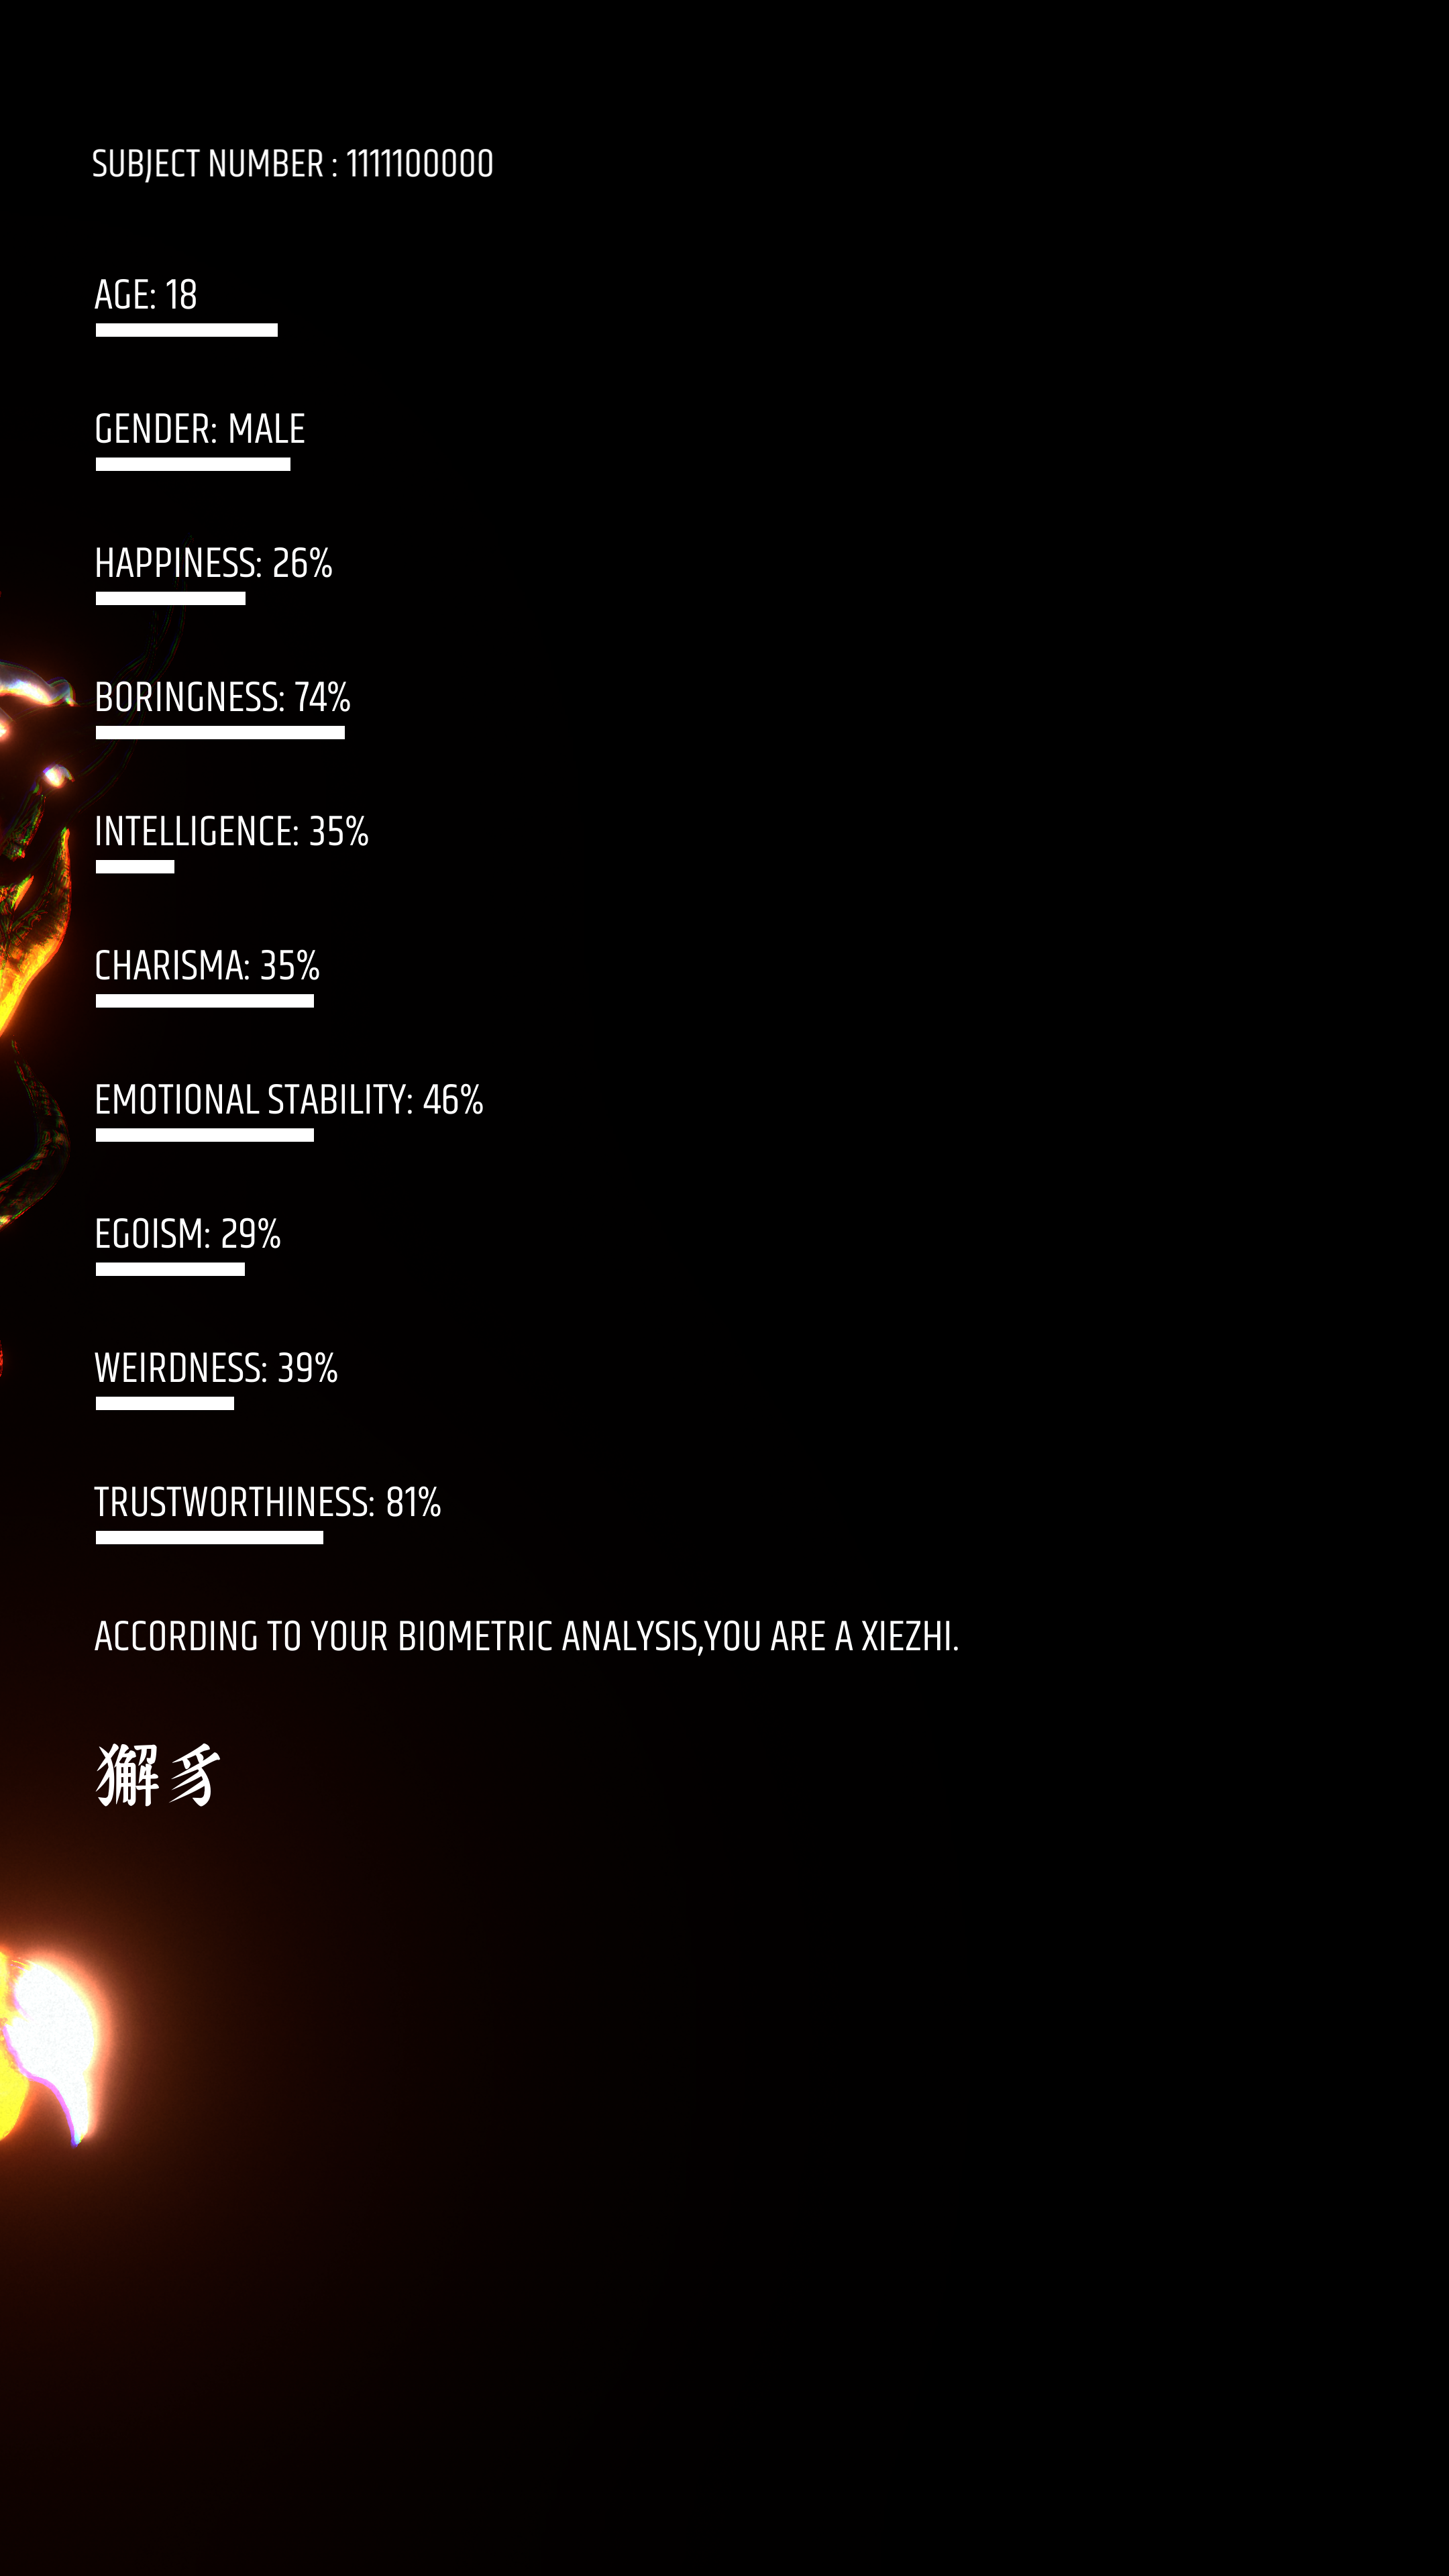 SUBJECT NUMBER : 1111100000
AGE: 18
GENDER: MALE
HAPPINESS: 26%
BORINGNESS: 74%
INTELLIGENCE: 35%
CHARISMA: 35%
EMOTIONAL STABILITY: 46%
EGOISM: 29%
WEIRDNESS: 39%
TRUSTWORTHINESS: 81%
ACCORDING TO YOUR BIOMETRIC ANALYSIS,YOU ARE A XIEZHI.
獬豸